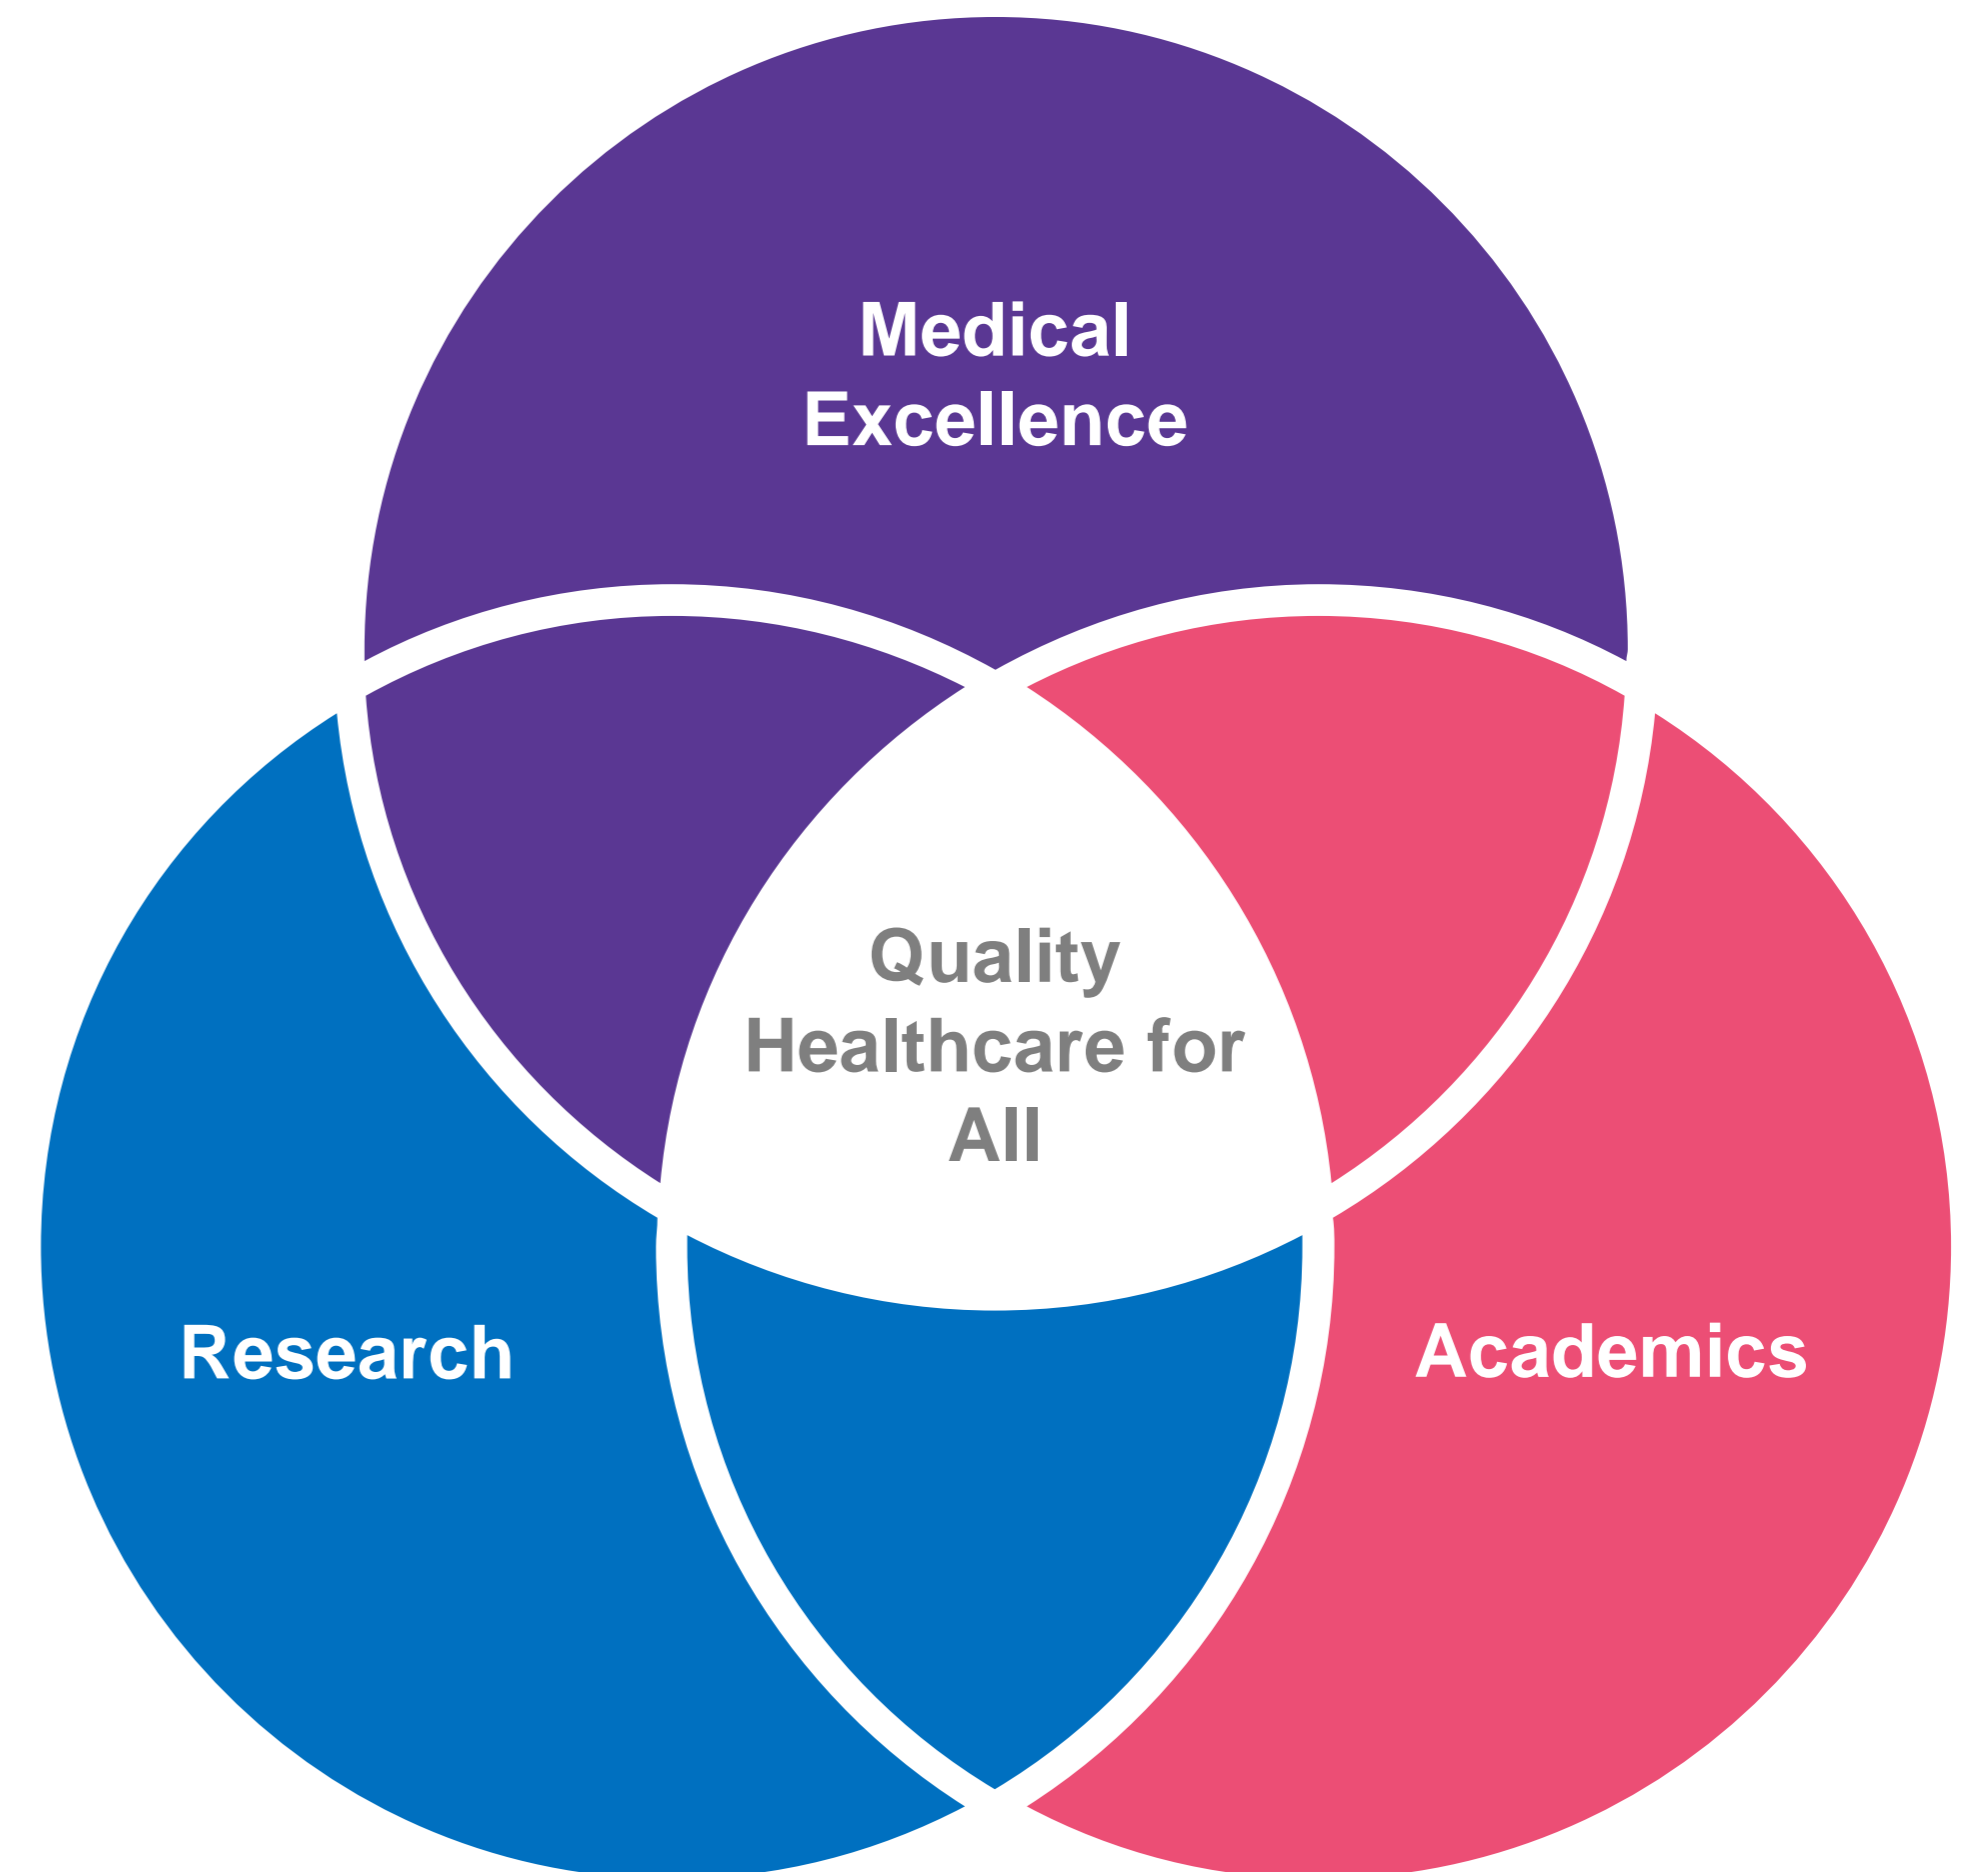 Medical
Excellence
Quality
Healthcare for
All
Research
Academics